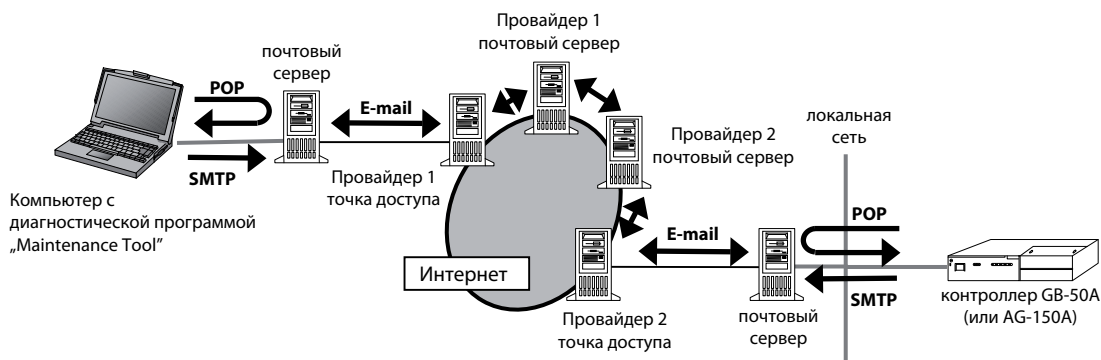 Провайдер 1
почтовый сервер
почтовый
сервер
POP
E-mail
SMTP
Провайдер 1
точка доступа
Компьютер с
диагностической программой
„Maintenance Tool”
Провайдер 2
почтовый сервер
локальная
сеть
Интернет
E-mail
POP
SMTP
Провайдер 2
точка доступа
почтовый
сервер
контроллер GB-50A
(или AG-150A)